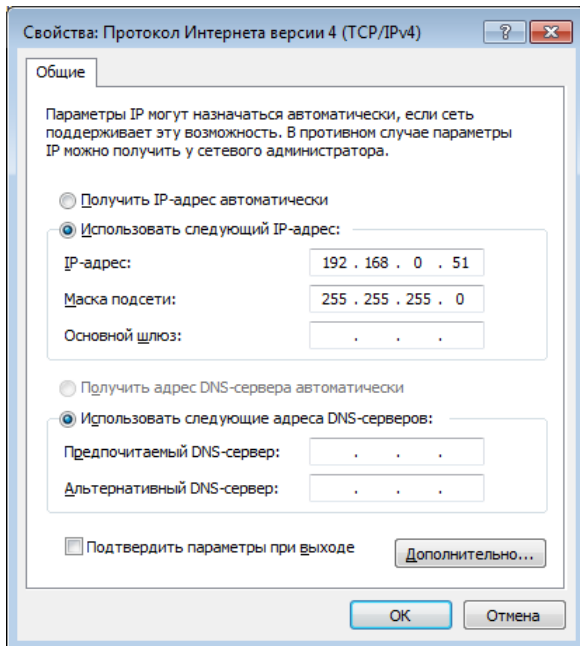 Свойства: Протокол Интернета версии 4 (TCP/IPv4)
Общие
Параметры IP могут назначаться автоматически, если сеть
поддерживает эту возможность. В противном случае параметры
IP можно получить у сетевого администратора.
Получить IP-адрес автоматически
Использовать следующий IP-адрес:
IP-адрес: 192 . 168 . 0 . 51
Маска подсети: 255 . 255 . 255 . 0
Основной шлюз: . . .
Получить адрес DNS-сервера автоматически
Использовать следующие адреса DNS-серверов:
Предпочитаемый DNS-сервер: . . .
Альтернативный DNS-сервер: . . .
Подтвердить параметры при выходе
Дополнительно...
ОК
Отмена